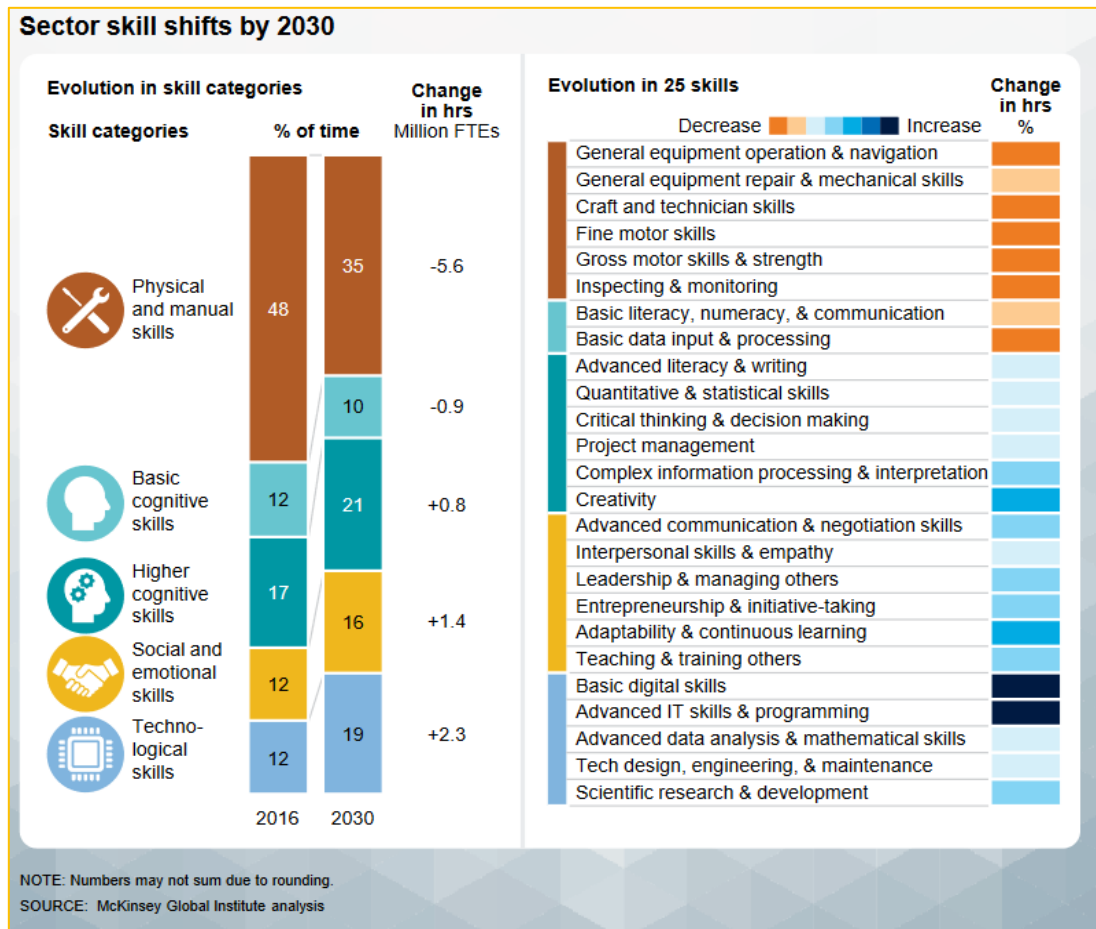 Sector skill shifts by 2030
Evolution in skill categories
Skill categories
% of time
Change
in hrs
Million FTEs
Physical
and manual
skills
48
35
-5.6
Basic
cognitive
skills
12
10
-0.9
Higher
cognitive
skills
17
21
+0.8
Social and
emotional
skills
12
16
+1.4
Techno-
logical
skills
12
19
+2.3
2016
2030
Evolution in 25 skills
Change
in hrs
%
Decrease
Increase
General equipment operation & navigation
General equipment repair & mechanical skills
Craft and technician skills
Fine motor skills
Gross motor skills & strength
Inspecting & monitoring
Basic literacy, numeracy, & communication
Basic data input & processing
Advanced literacy & writing
Quantitative & statistical skills
Critical thinking & decision making
Project management
Complex information processing & interpretation
Creativity
Advanced communication & negotiation skills
Interpersonal skills & empathy
Leadership & managing others
Entrepreneurship & initiative-taking
Adaptability & continuous learning
Teaching & training others
Basic digital skills
Advanced IT skills & programming
Advanced data analysis & mathematical skills
Tech design, engineering, & maintenance
Scientific research & development
NOTE: Numbers may not sum due to rounding.
SOURCE: McKinsey Global Institute analysis